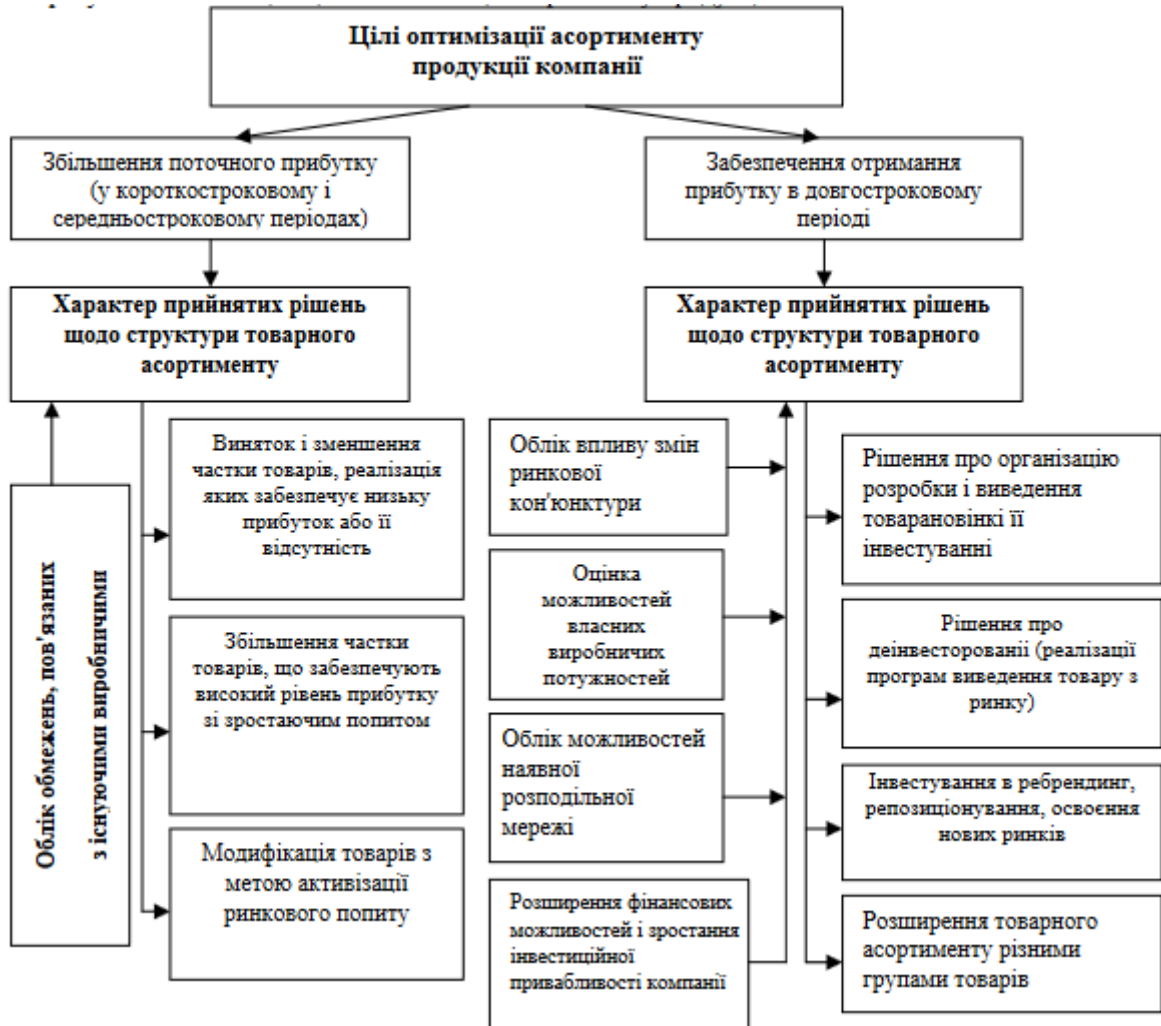 Цілі оптимізації асортименту
продукції компанії
Збільшення поточного прибутку
(у короткостроковому і
середньостроковому періодах)
Забезпечення отримання
прибутку в довгостроковому
періоді
Характер прийнятих рішень
щодо структури товарного
асортименту
Характер прийнятих рішень
щодо структури товарного
асортименту
Облік обмежень, пов'язаних
з існуючими виробничими
Виняток і зменшення
частки товарів, реалізація
яких забезпечує низьку
прибуток або її
відсутність
Збільшення частки
товарів, що забезпечують
високий рівень прибутку
зі зростаючим попитом
Модифікація товарів з
метою активізації
ринкового попиту
Облік впливу змін
ринкової
кон'юнктури
Оцінка
можливостей
власних
виробничих
потужностей
Облік можливостей
наявної
розподільної
мережі
Розширення фінансових
можливостей і зростання
інвестиційної
привабливості компанії
Рішення про організацію
розробки і виведення
товарановінкі її
інвестуванні
Рішення про
деінвесторованії (реалізації
програм виведення товару з
ринку)
Інвестування в ребрендинг,
репозиціонування, освоєння
нових ринків
Розширення товарного
асортименту різними
групами товарів